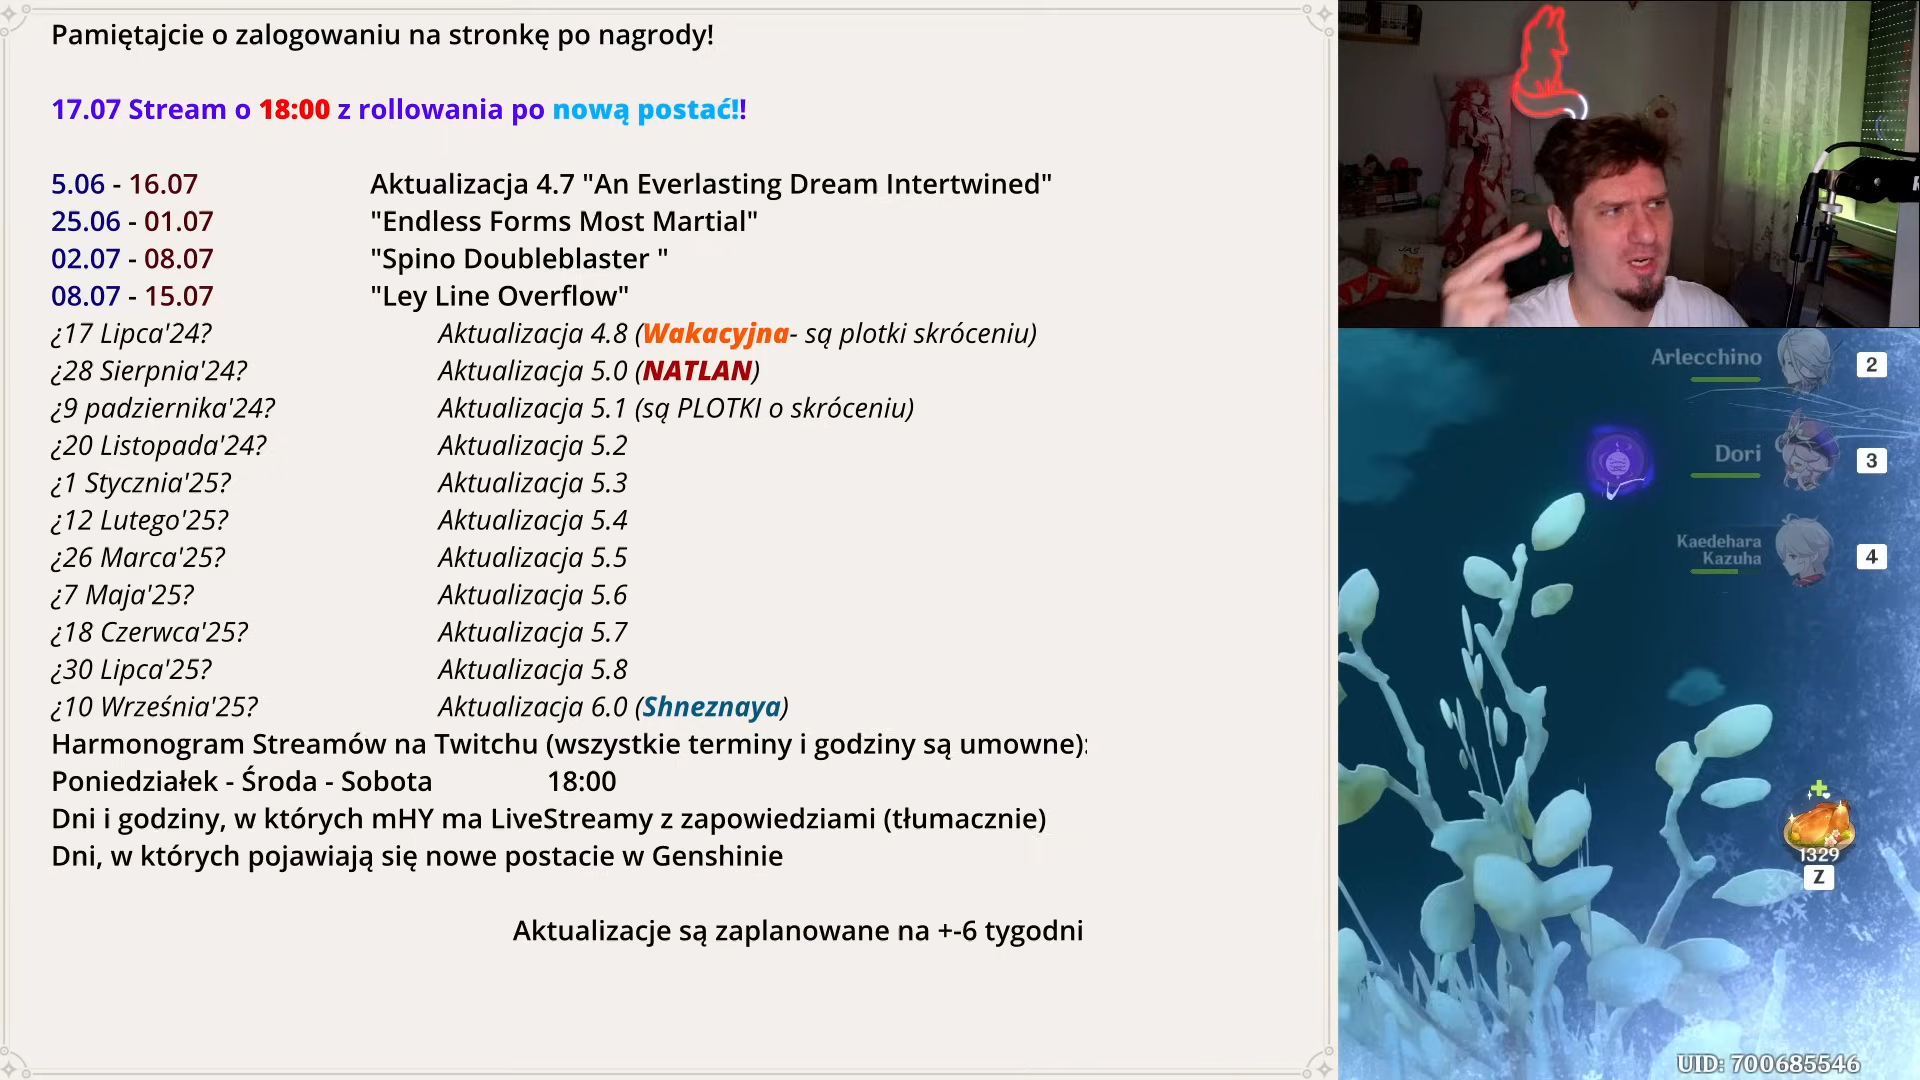 Pamiętajcie o zalogowaniu na stronkę po nagrody!
17.07 Stream o 18:00 z rollowania po nową postać!!
5.06 - 16.07 Aktualizacja 4.7 "An Everlasting Dream Intertwined"
25.06 - 01.07 "Endless Forms Most Martial"
02.07 - 08.07 "Spino Doubleblaster "
08.07 - 15.07 "Ley Line Overflow"
¿17 Lipca'24? Aktualizacja 4.8 (Wakacyjna- są plotki skróceniu)
¿28 Sierpnia'24? Aktualizacja 5.0 (NATLAN)
¿9 padziernika'24? Aktualizacja 5.1 (są PLOTKI o skróceniu)
¿20 Listopada'24? Aktualizacja 5.2
¿1 Stycznia'25? Aktualizacja 5.3
¿12 Lutego'25? Aktualizacja 5.4
¿26 Marca'25? Aktualizacja 5.5
¿7 Maja'25? Aktualizacja 5.6
¿18 Czerwca'25? Aktualizacja 5.7
¿30 Lipca'25? Aktualizacja 5.8
¿10 Września'25? Aktualizacja 6.0 (Shneznaya)
Harmonogram Streamów na Twitchu (wszystkie terminy i godziny są umowne):
Poniedziałek - Środa - Sobota 18:00
Dni i godziny, w których mHY ma LiveStreamy z zapowiedziami (tłumacznie)
Dni, w których pojawiają się nowe postacie w Genshinie
Aktualizacje są zaplanowane na +-6 tygodni
Arlecchino 2
Dori 3
Kaedehara
Kazuha 4
1329
Z
UID: 700685546